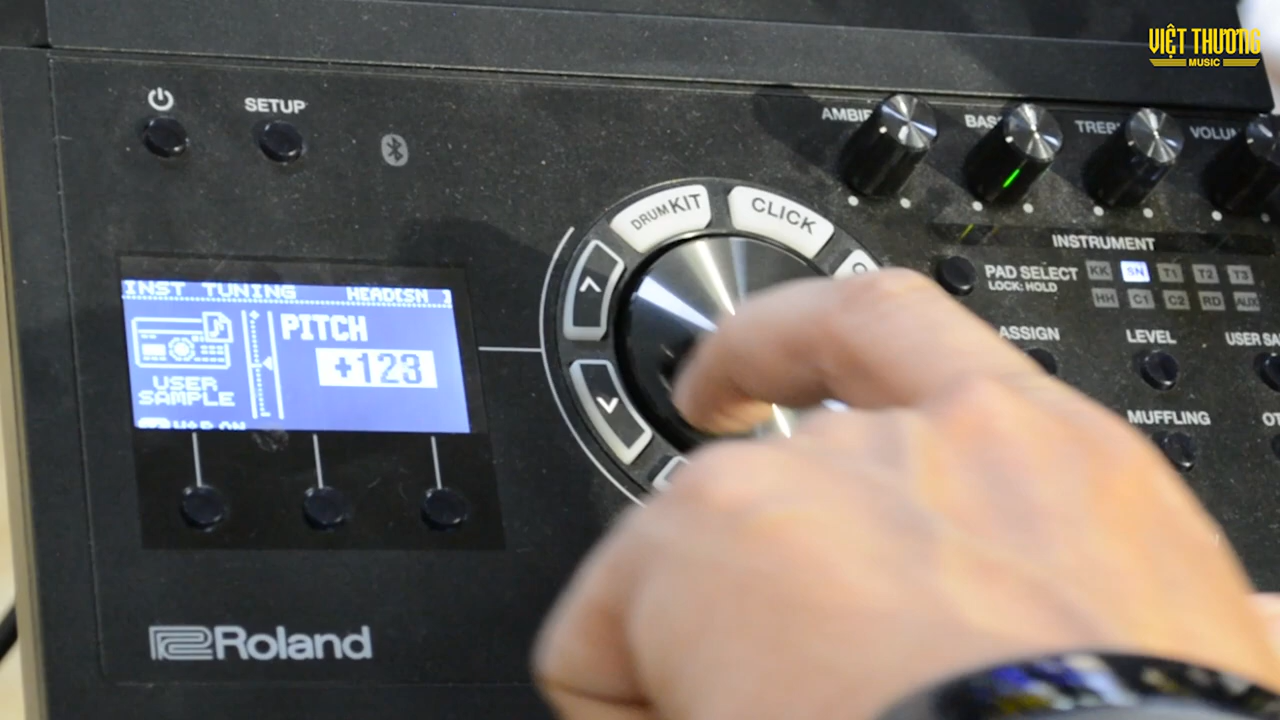 VIỆT THƯƠNG
MUSIC
SETUP
BASS
DRUM KIT
CLICK
INSTRUMENT
PAD SELECT
LOCK: HOLD
KK SN T1 T2 T3
HH C1 C2 RD AUX
ASSIGN
LEVEL
MUFFLING
INST TUNING
HEAD[SN ]
PITCH
+123
USER
SAMPLE
Roland